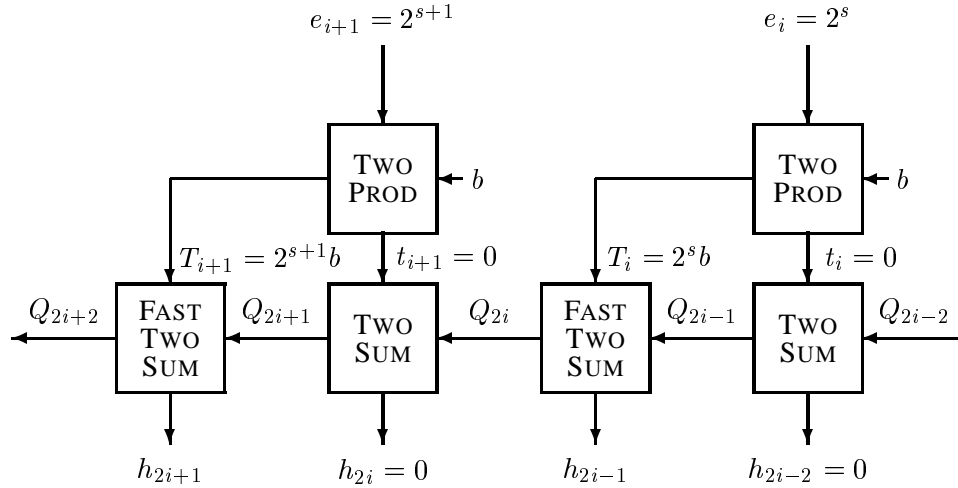 e_{i+1} = 2^{s+1}
e_i = 2^s
TWO
PROD
b
TWO
PROD
b
T_{i+1} = 2^{s+1}b
t_{i+1} = 0
T_i = 2^s b
t_i = 0
Q_{2i+2}
FAST
TWO
SUM
Q_{2i+1}
TWO
SUM
Q_{2i}
FAST
TWO
SUM
Q_{2i−1}
TWO
SUM
Q_{2i−2}
h_{2i+1}
h_{2i} = 0
h_{2i−1}
h_{2i−2} = 0